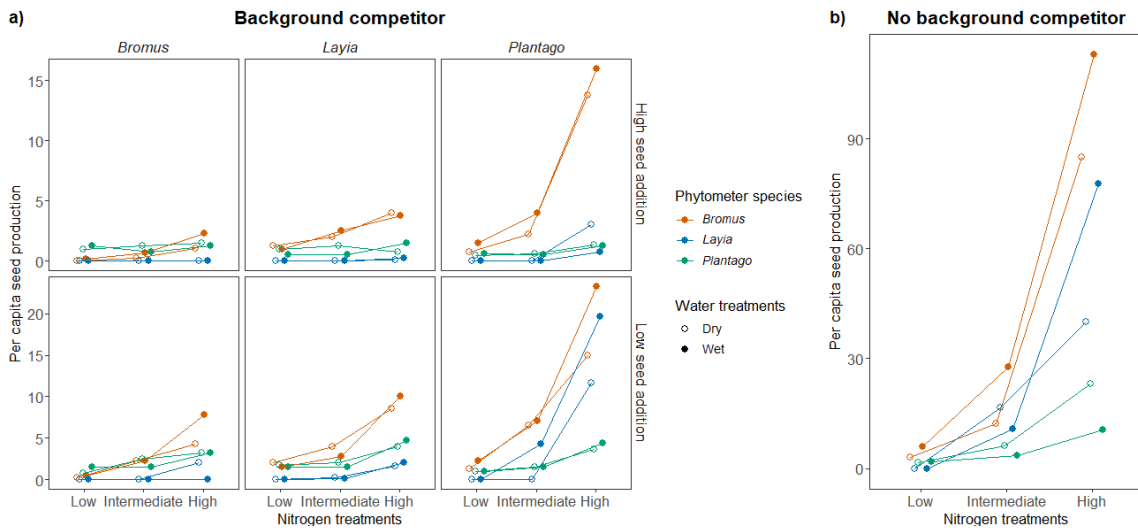 a)
Background competitor
Bromus
Layia
Plantago
Per capita seed production
15
10
5
0
High seed addition
20
15
10
5
0
Low seed addition
Low Intermediate High
Low Intermediate High
Low Intermediate High
Nitrogen treatments
Phytometer species
Bromus
Layia
Plantago
Water treatments
Dry
Wet
b)
No background competitor
Per capita seed production
90
60
30
0
Low Intermediate High
Nitrogen treatments